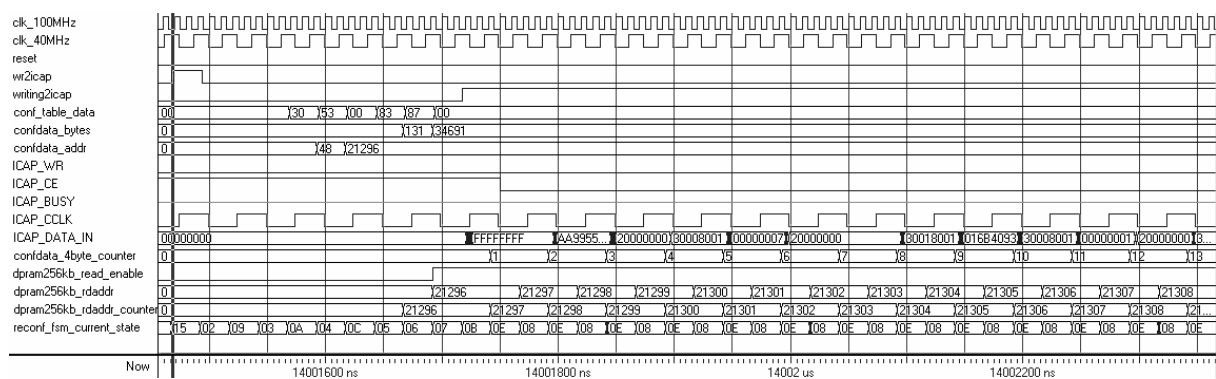 clk_100MHz
clk_40MHz
reset
wr2icap
writing2icap
conf_table_data 00 30 53 00 83 87 00
confdata_bytes 0 131 34691
confdata_addr 0 48 21296
ICAP_WR
ICAP_CE
ICAP_BUSY
ICAP_CCLK
ICAP_DATA_IN 00000000 FFFFFFFF AA9955... 20000000 30008001 00000007 20000000 30018001 016B4093 30008001 00000001 20000000 3...
confdata_4byte_counter 0 1 2 3 4 5 6 7 8 9 10 11 12 13
dpram256kb_read_enable
dpram256kb_rdaddr 0 21296 21297 21298 21299 21300 21301 21302 21303 21304 21305 21306 21307 21308
dpram256kb_rdaddr_counter 0 21296 21297 21298 21299 21300 21301 21302 21303 21304 21305 21306 21307 21308 21...
reconf_fsm_current_state 15 02 09 03 0A 04 0C 05 06 07 0B 0E 08 0E 08 0E 08 0E 08 0E 08 0E 08 0E 08 0E 08 0E 08 0E 08 0E 08 0E 08 0E
Now 14001600 ns 14001800 ns 14002 us 14002200 ns